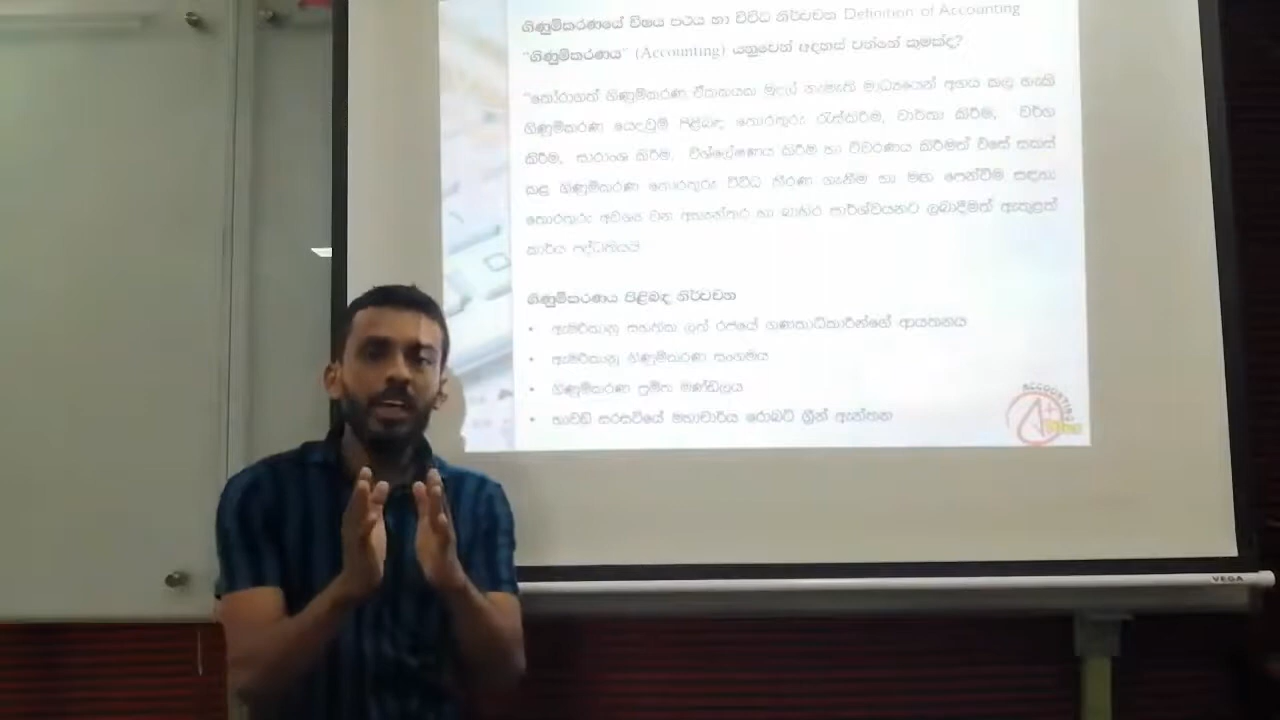 ගිණුම්කරණයේ විෂය පථය හා විවිධ නිර්වචන Definition of Accounting
“ගිණුම්කරණය” (Accounting) යනුවෙන් අදහස් වන්නේ කුමක්ද?
“තෝරාගත් ගිණුම්කරණ ඒකකයක මුදල් නැමැති මාධ්‍යයෙන් අගය කල හැකි
ගිණුම්කරණ ගනුදෙනු පිළිබඳ තොරතුරු රැස්කිරීම, වාර්තා කිරීම, වර්ග
කිරීම, සාරාංශ කිරීම, විශ්ලේෂණය කිරීම හා විවරණය කිරීමත් එසේ සකස්
කළ ගිණුම්කරණ තොරතුරු විවිධ තීරණ ගැනීම හා මඟ පෙන්වීම සඳහා
තොරතුරු අවශ්‍ය වන අභ්‍යන්තර හා බාහිර පාර්ශ්වයනට ලබාදීමත් ඇතුළත්
කාර්ය පද්ධතියයි
ගිණුම්කරණය පිළිබඳ නිර්වචන
• ඇමරිකානු සහතික ලත් රජයේ ගණකාධිකාරීන්ගේ ආයතනය
• ඇමරිකානු ගිණුම්කරණ සංගමය
• ගිණුම්කරණ ප්‍රමිත මණ්ඩලය
• හාවඩ් සරසවියේ මහාචාර්ය රොබට් ග්‍රීන් ඇන්තනි
ACCOUNTING
A+
VEGA